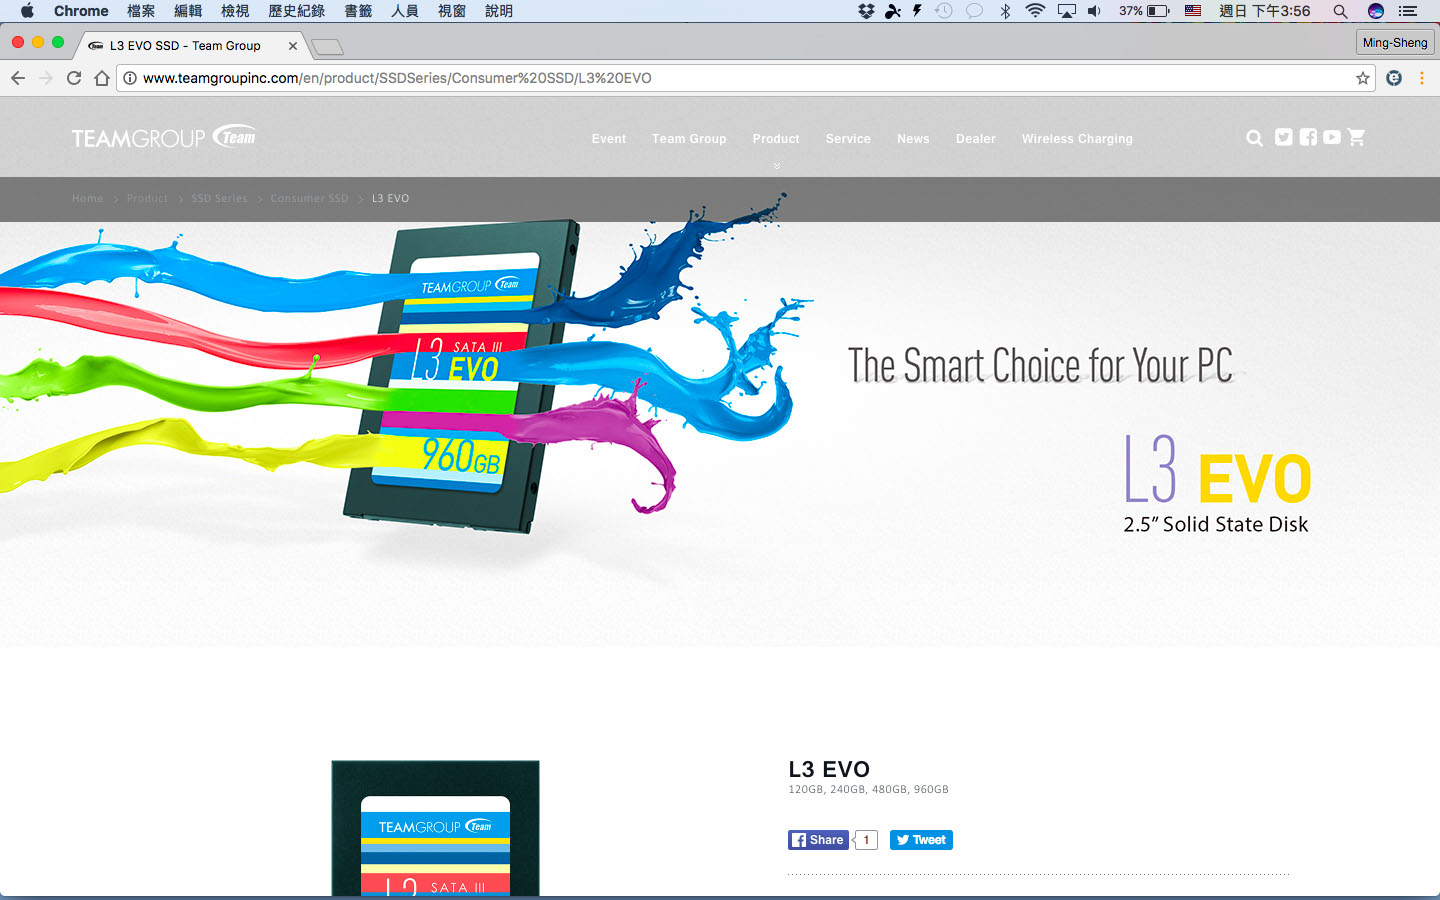 Chrome 檔案 編輯 檢視 歷史紀錄 書籤 人員 視窗 說明 37% 週日 下午3:56
L3 EVO SSD - Team Group
Ming-Sheng
www.teamgroupinc.com/en/product/SSDSeries/Consumer%20SSD/L3%20EVO
TEAMGROUP Team
Event Team Group Product Service News Dealer Wireless Charging
Home > Product > SSD Series > Consumer SSD > L3 EVO
TEAMGROUP Team
SATA III
L3 EVO
960GB
The Smart Choice for Your PC
L3 EVO
2.5” Solid State Disk
L3 EVO
120GB, 240GB, 480GB, 960GB
Share 1 Tweet
TEAMGROUP Team
L3 SATA III